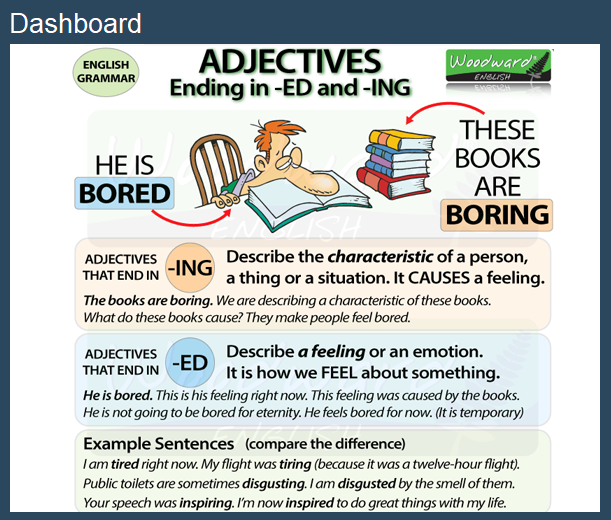 Dashboard
ENGLISH
GRAMMAR
ADJECTIVES
Ending in -ED and -ING
Woodward®
ENGLISH
HE IS
BORED
THESE
BOOKS
ARE
BORING
ADJECTIVES
THAT END IN
-ING
Describe the characteristic of a person,
a thing or a situation. It CAUSES a feeling.
The books are boring. We are describing a characteristic of these books.
What do these books cause? They make people feel bored.
ADJECTIVES
THAT END IN
-ED
Describe a feeling or an emotion.
It is how we FEEL about something.
He is bored. This is his feeling right now. This feeling was caused by the books.
He is not going to be bored for eternity. He feels bored for now. (It is temporary)
Example Sentences (compare the difference)
I am tired right now. My flight was tiring (because it was a twelve-hour flight).
Public toilets are sometimes disgusting. I am disgusted by the smell of them.
Your speech was inspiring. I'm now inspired to do great things with my life.